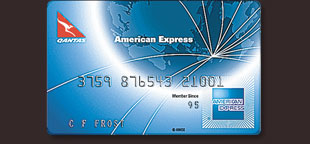 QANTAS
American Express
3759 876543 21001
Member Since
95
AMERICAN
EXPRESS
C F FROST